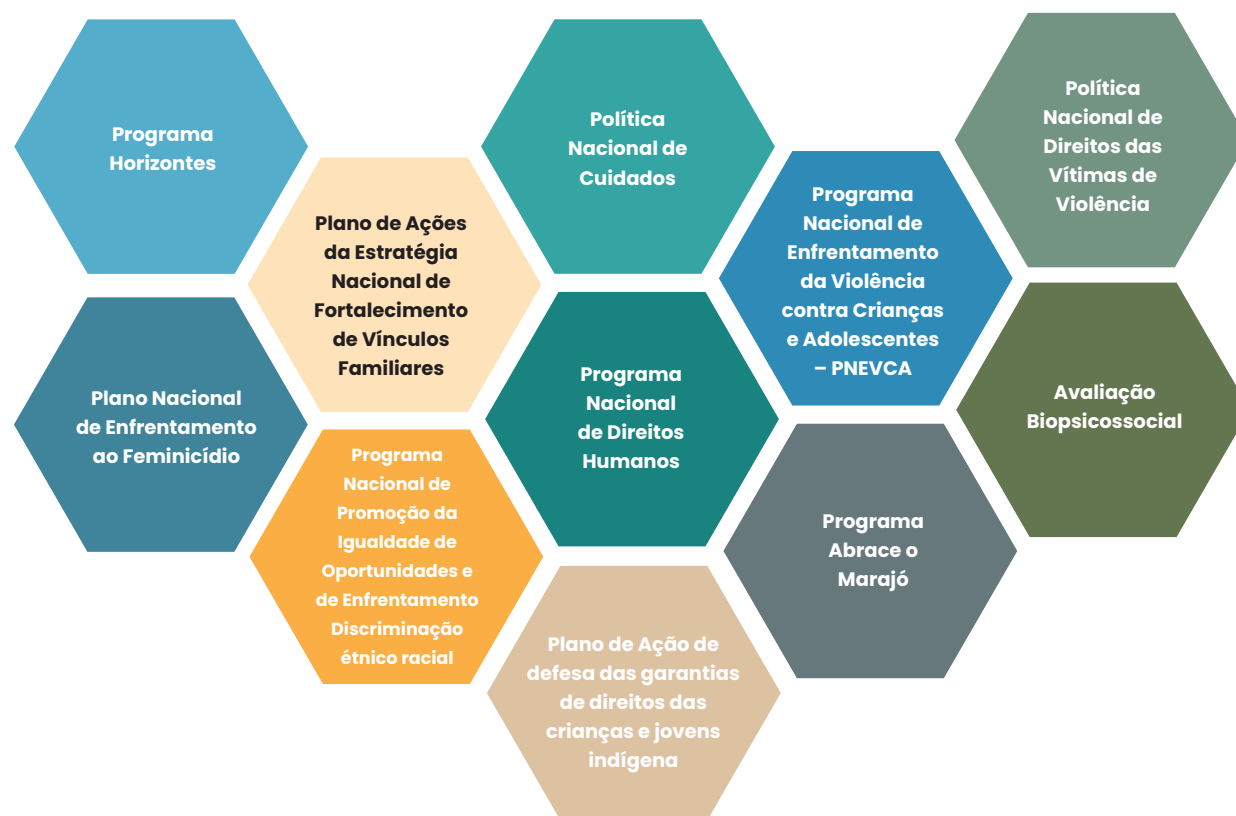 Programa
Horizontes
Política
Nacional de
Cuidados
Política
Nacional de
Direitos das
Vítimas de
Violência
Plano de Ações
da Estratégia
Nacional de
Fortalecimento
de Vínculos
Familiares
Programa
Nacional de
Enfrentamento
da Violência
contra Crianças
e Adolescentes
– PNEVCA
Plano Nacional
de Enfrentamento
ao Feminicídio
Programa
Nacional
de Direitos
Humanos
Avaliação
Biopsicossocial
Programa
Nacional de
Promoção da
Igualdade de
Oportunidades e
de Enfrentamento
Discriminação
étnico racial
Programa
Abrace o
Marajó
Plano de Ação de
defesa das garantias
de direitos das
crianças e jovens
indígena